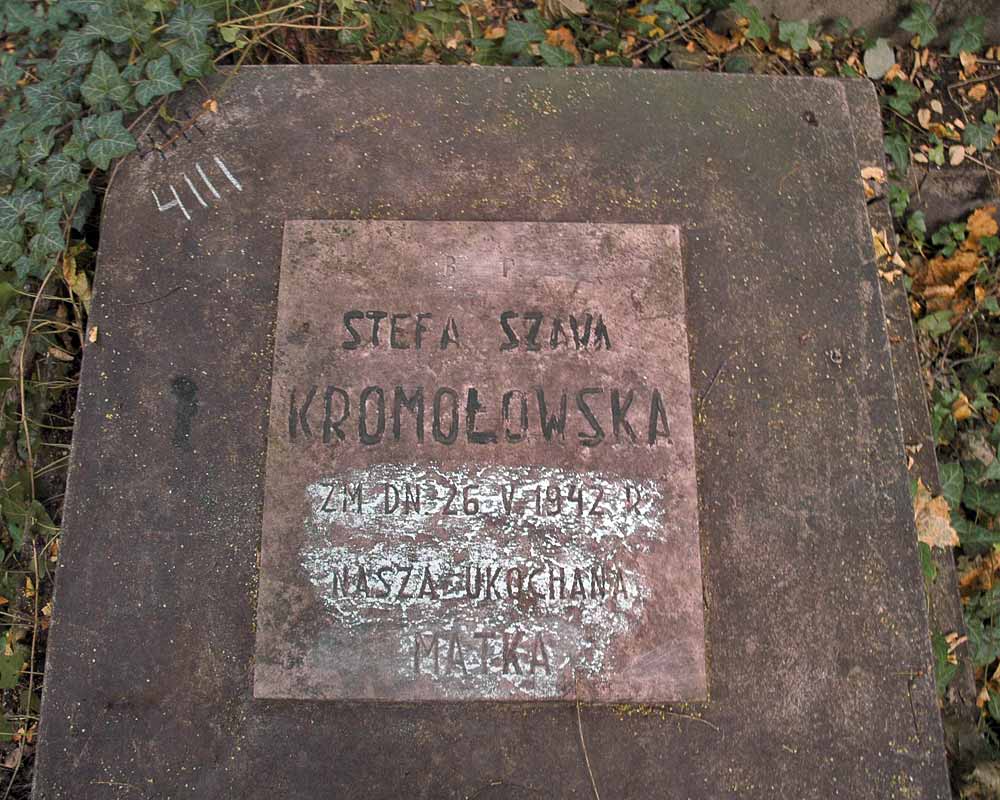 4111
B P
STEFA SZAVA
KROMOŁOWSKA
ZM DN 26 V 1942 R
NASZA UKOCHANA
MATKA